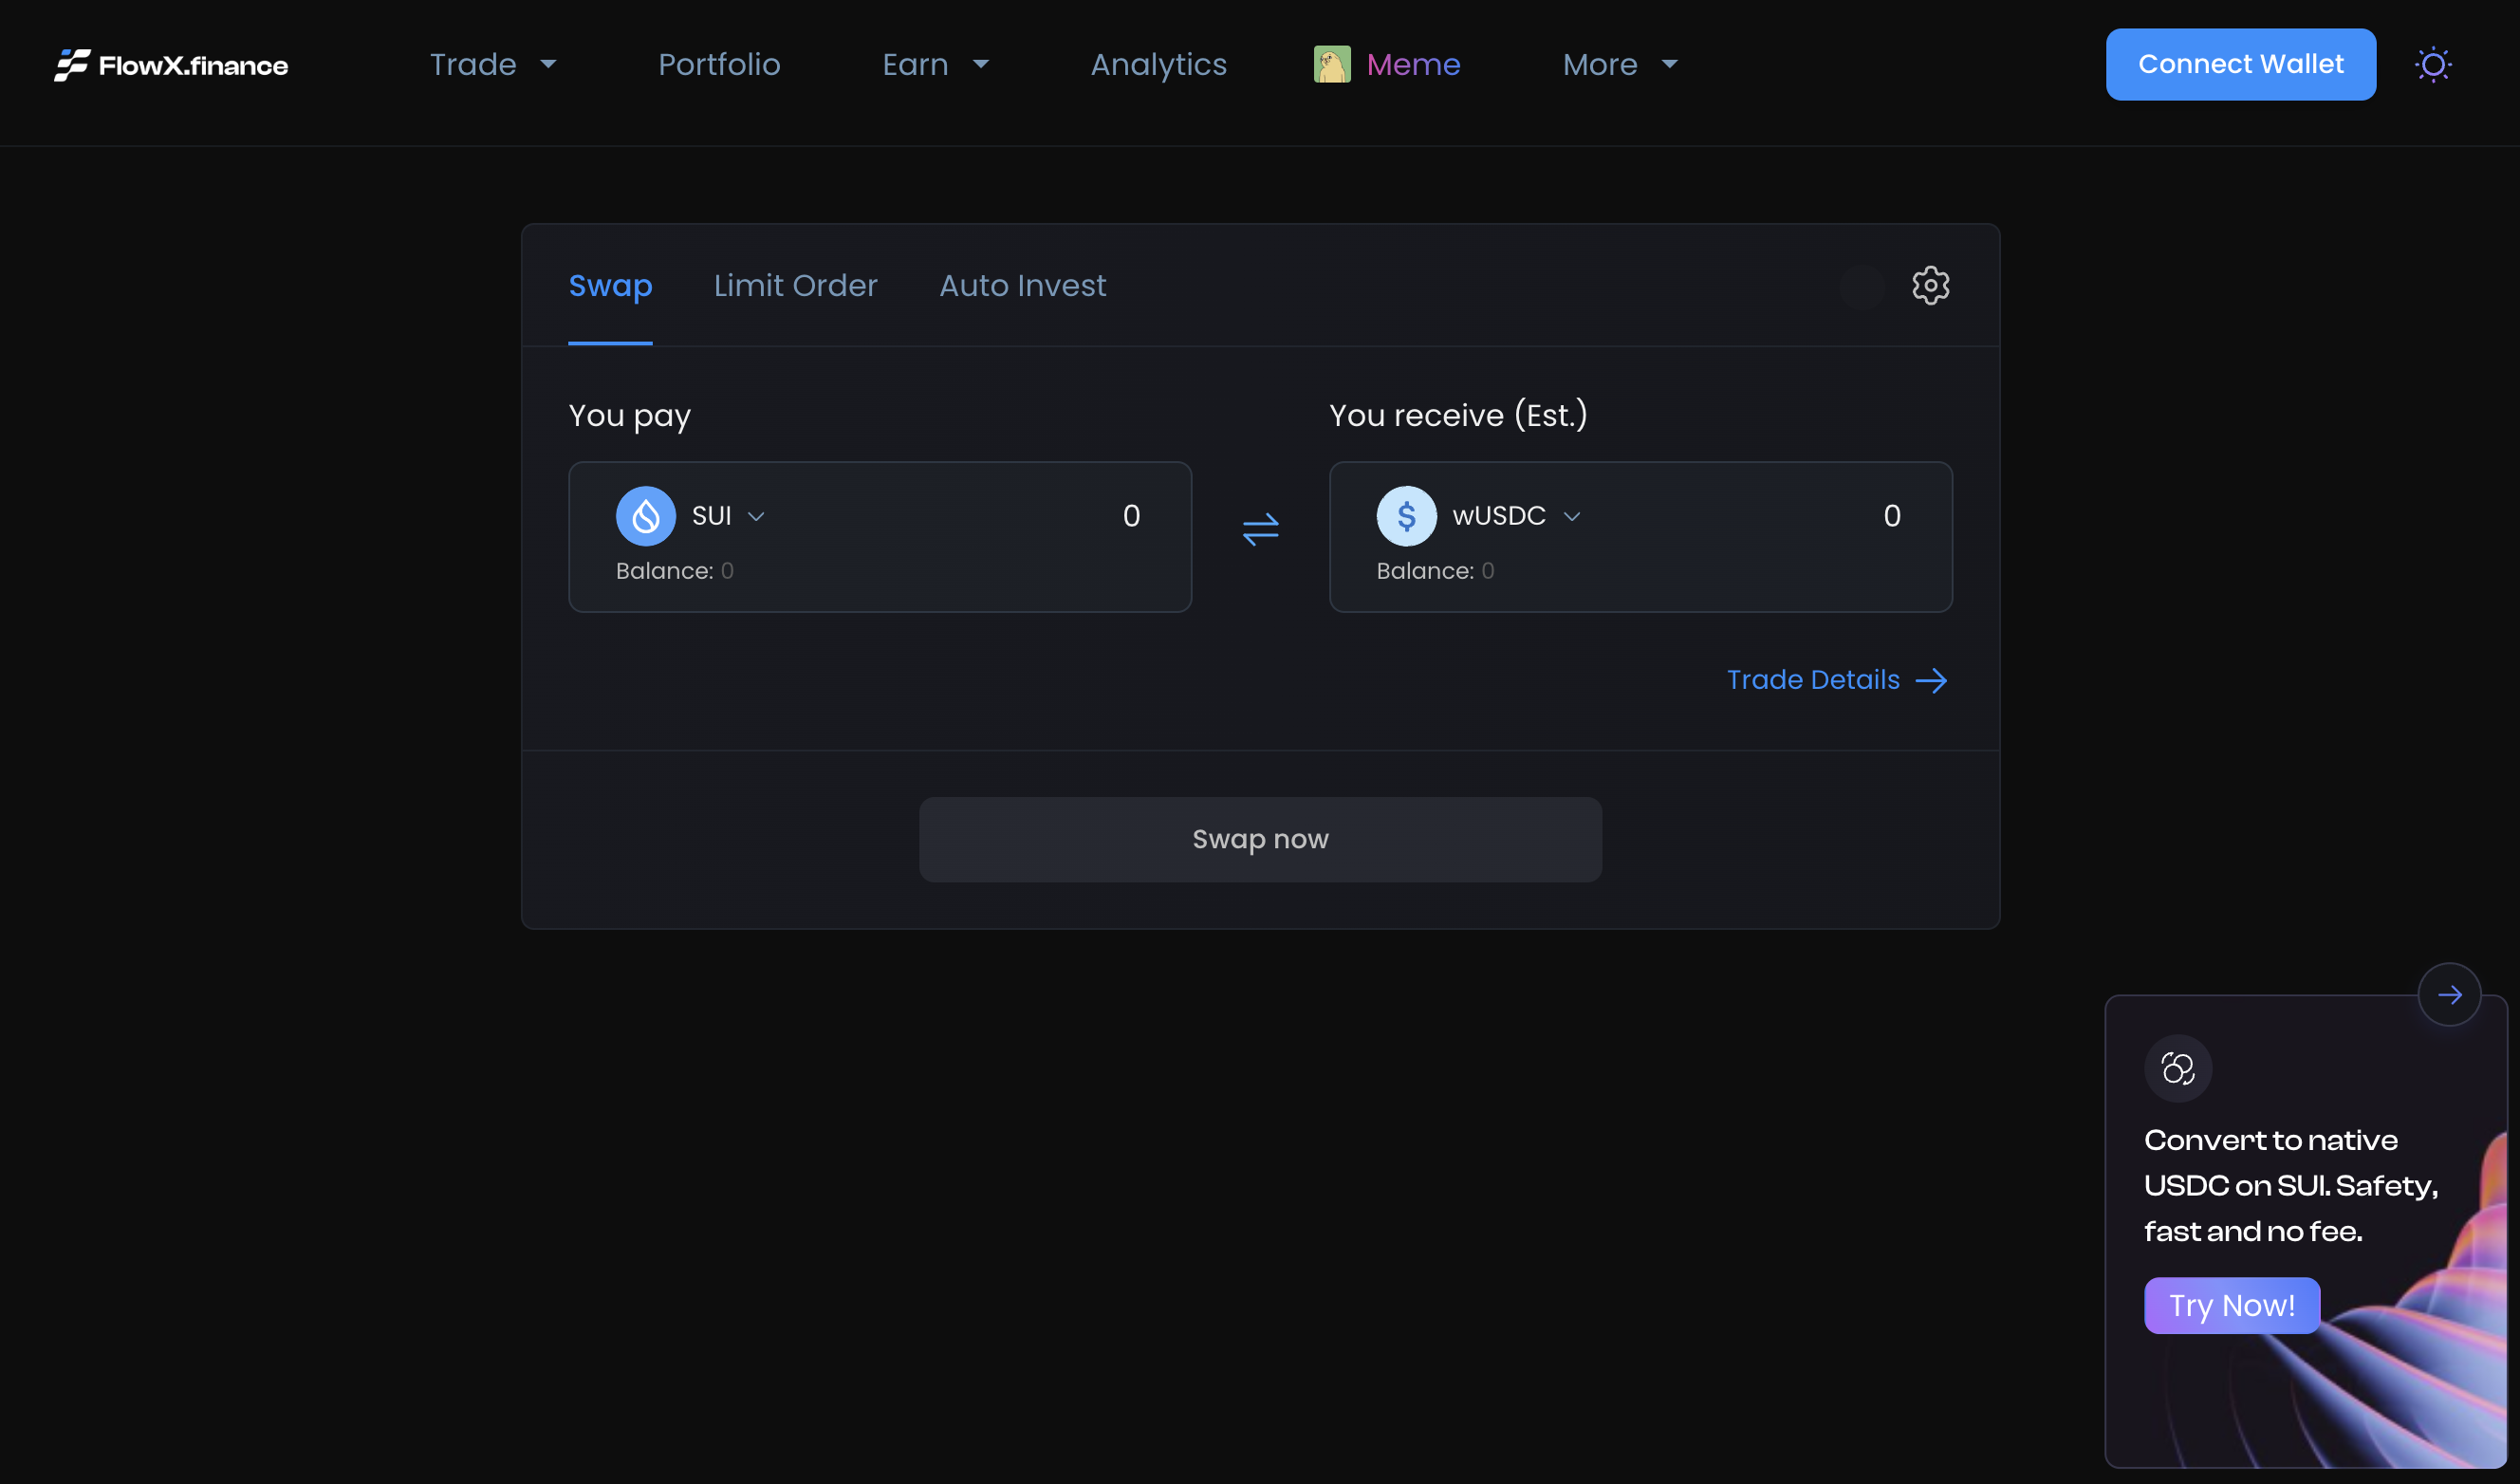 FlowX.finance
Trade
Portfolio
Earn
Analytics
Meme
More
Connect Wallet
Swap
Limit Order
Auto Invest
You pay
You receive (Est.)
SUI
0
Balance: 0
wUSDC
0
Balance: 0
Trade Details
Swap now
Convert to native
USDC on SUI. Safety,
fast and no fee.
Try Now!